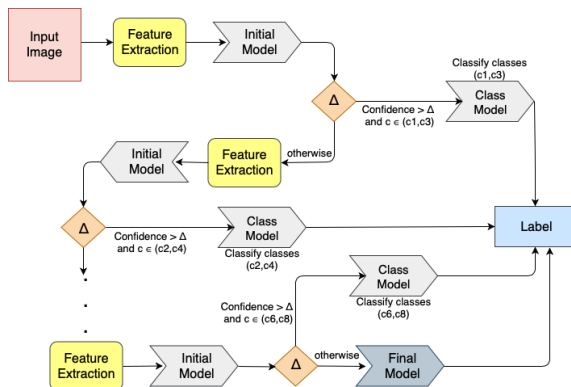 Input
Image
Feature
Extraction
Initial
Model
Δ
Confidence > Δ
and c ∈ (c1,c3)
Classify classes
(c1,c3)
Class
Model
otherwise
Feature
Extraction
Initial
Model
Δ
Confidence > Δ
and c ∈ (c2,c4)
Class
Model
Classify classes
(c2,c4)
Label
Feature
Extraction
Initial
Model
Δ
Confidence > Δ
and c ∈ (c6,c8)
Class
Model
Classify classes
(c6,c8)
otherwise
Final
Model